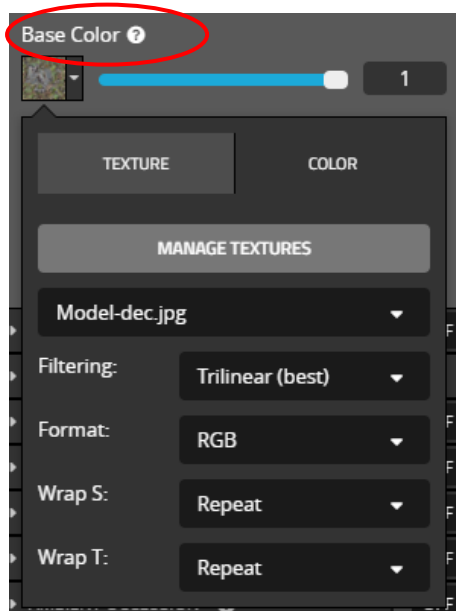 Base Color ?
1
TEXTURE COLOR
MANAGE TEXTURES
Model-dec.jpg
Filtering: Trilinear (best)
Format: RGB
Wrap S: Repeat
Wrap T: Repeat